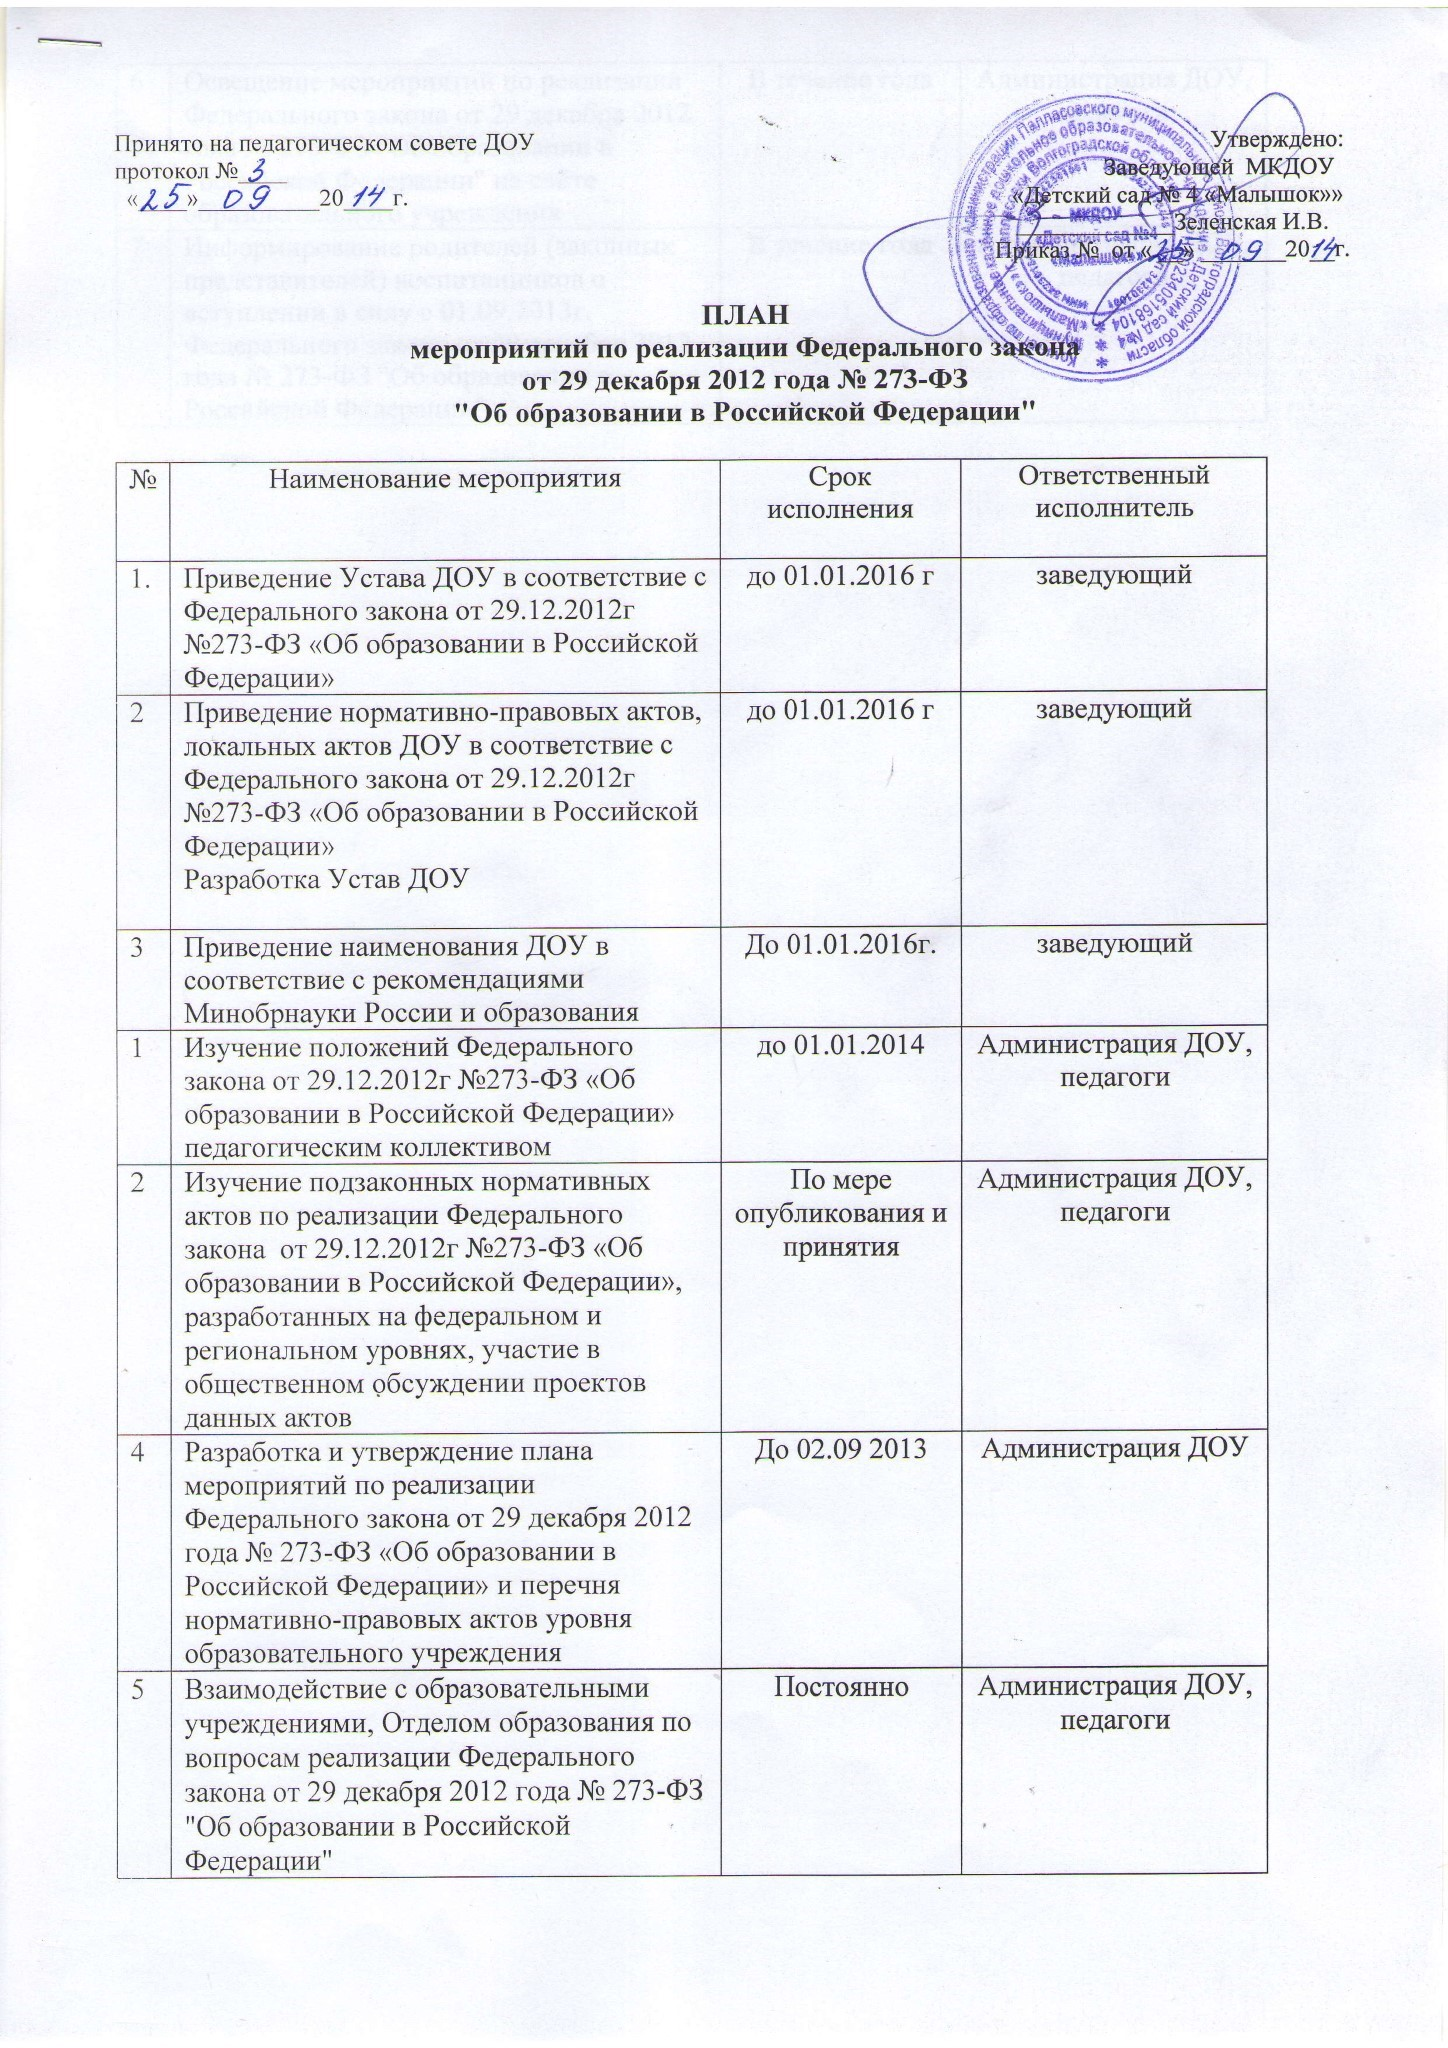 Принято на педагогическом совете ДОУ
протокол № 3
«25» 09 2014 г.
Утверждено:
Заведующей МКДОУ
«Детский сад № 4 «Малышок»»
Зеленская И.В.
Приказ № от «25» 09 2014г.
МКДОУ
«Детский сад №4
«Малышок»
ПЛАН
мероприятий по реализации Федерального закона
от 29 декабря 2012 года № 273-ФЗ
"Об образовании в Российской Федерации"
№ Наименование мероприятия Срок Ответственный
исполнения исполнитель
1. Приведение Устава ДОУ в соответствие с до 01.01.2016 г заведующий
Федерального закона от 29.12.2012г
№273-ФЗ «Об образовании в Российской
Федерации»
2 Приведение нормативно-правовых актов, до 01.01.2016 г заведующий
локальных актов ДОУ в соответствие с
Федерального закона от 29.12.2012г
№273-ФЗ «Об образовании в Российской
Федерации»
Разработка Устав ДОУ
3 Приведение наименования ДОУ в До 01.01.2016г. заведующий
соответствие с рекомендациями
Минобрнауки России и образования
1 Изучение положений Федерального до 01.01.2014 Администрация ДОУ,
закона от 29.12.2012г №273-ФЗ «Об педагоги
образовании в Российской Федерации»
педагогическим коллективом
2 Изучение подзаконных нормативных По мере Администрация ДОУ,
актов по реализации Федерального опубликования и педагоги
закона от 29.12.2012г №273-ФЗ «Об принятия
образовании в Российской Федерации»,
разработанных на федеральном и
региональном уровнях, участие в
общественном обсуждении проектов
данных актов
4 Разработка и утверждение плана До 02.09 2013 Администрация ДОУ
мероприятий по реализации
Федерального закона от 29 декабря 2012
года № 273-ФЗ «Об образовании в
Российской Федерации» и перечня
нормативно-правовых актов уровня
образовательного учреждения
5 Взаимодействие с образовательными Постоянно Администрация ДОУ,
учреждениями, Отделом образования по педагоги
вопросам реализации Федерального
закона от 29 декабря 2012 года № 273-ФЗ
"Об образовании в Российской
Федерации"